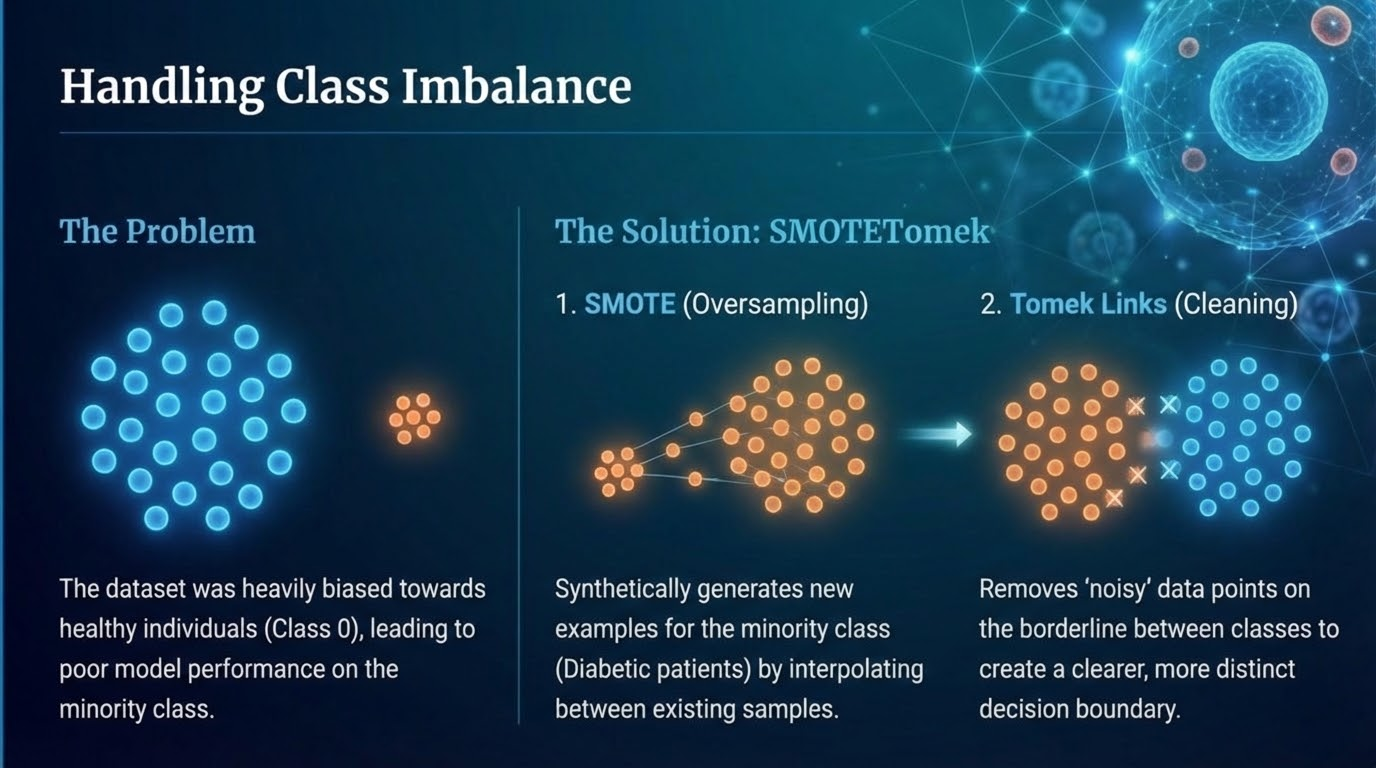 Handling Class Imbalance
The Problem
The dataset was heavily biased towards
healthy individuals (Class 0), leading to
poor model performance on the
minority class.
The Solution: SMOTETomek
1. SMOTE (Oversampling)
Synthetically generates new
examples for the minority class
(Diabetic patients) by interpolating
between existing samples.
2. Tomek Links (Cleaning)
Removes ‘noisy’ data points on
the borderline between classes to
create a clearer, more distinct
decision boundary.